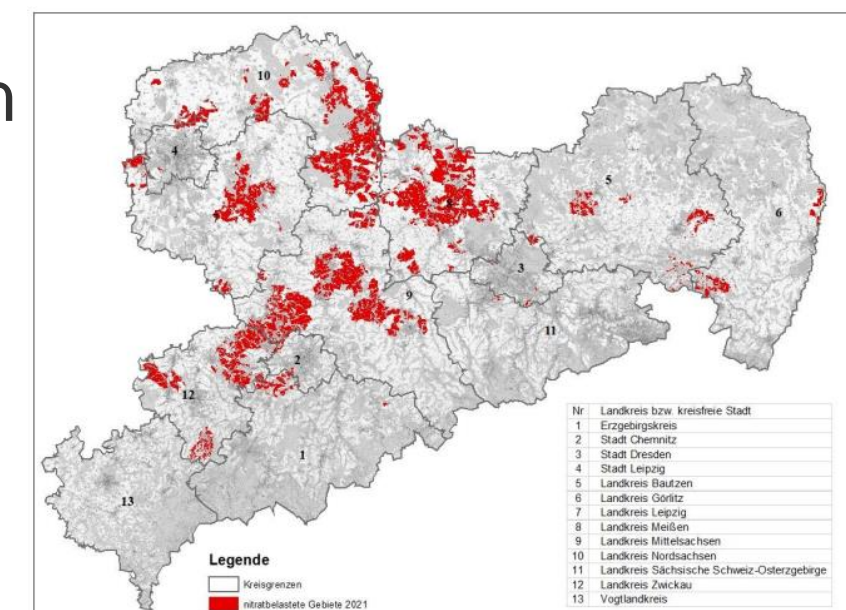 n
10
4
5
6
8
3
9
11
2
12
1
13
Nr Landkreis bzw. kreisfreie Stadt
1 Erzgebirgskreis
2 Stadt Chemnitz
3 Stadt Dresden
4 Stadt Leipzig
5 Landkreis Bautzen
6 Landkreis Görlitz
7 Landkreis Leipzig
8 Landkreis Meißen
9 Landkreis Mittelsachsen
10 Landkreis Nordsachsen
11 Landkreis Sächsische Schweiz-Osterzgebirge
12 Landkreis Zwickau
13 Vogtlandkreis
Legende
Kreisgrenzen
nitratbelastete Gebiete 2021